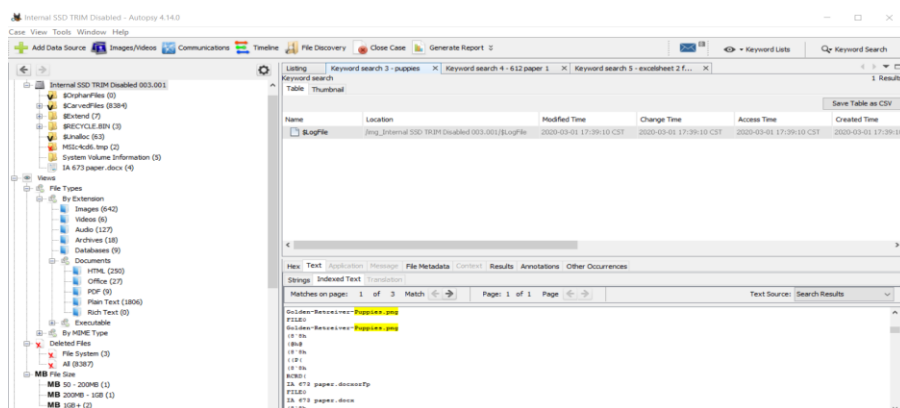 Internal SSD TRIM Disabled - Autopsy 4.14.0
Case View Tools Window Help
Add Data Source Images/Videos Communications Timeline File Discovery Close Case Generate Report Keyword Lists Keyword Search
Internal SSD TRIM Disabled 003.001
$OrphanFiles (0)
$CarvedFiles (8384)
$Extend (7)
$RECYCLE.BIN (3)
$Unalloc (63)
MSIc4cd6.tmp (2)
System Volume Information (5)
IA 673 paper.docx (4)
Views
File Types
By Extension
Images (642)
Videos (6)
Audio (127)
Archives (18)
Databases (9)
Documents
HTML (250)
Office (27)
PDF (9)
Plain Text (1806)
Rich Text (0)
Executable
By MIME Type
Deleted Files
File System (3)
All (8387)
MB File Size
MB 50 - 200MB (1)
MB 200MB - 1GB (1)
MB 1GB+ (2)
Listing Keyword search 3 - puppies X Keyword search 4 - 612 paper 1 X Keyword search 5 - excelsheet 2 f... X
Keyword search 1 Results
Table Thumbnail
Save Table as CSV
Name Location Modified Time Change Time Access Time Created Time
$LogFile /img_Internal SSD TRIM Disabled 003.001/$LogFile 2020-03-01 17:39:10 CST 2020-03-01 17:39:10 CST 2020-03-01 17:39:10 CST 2020-03-01 17:39:10
Hex Text Application Message File Metadata Context Results Annotations Other Occurrences
Strings Indexed Text Translation
Matches on page: 1 of 3 Match Page: 1 of 1 Page Text Source: Search Results
Golden-Retreiver-Puppies.png
FILE0
Golden-Retreiver-Puppies.png
RCRD(
IA 673 paper.docx
FILE0
IA 673 paper.docx